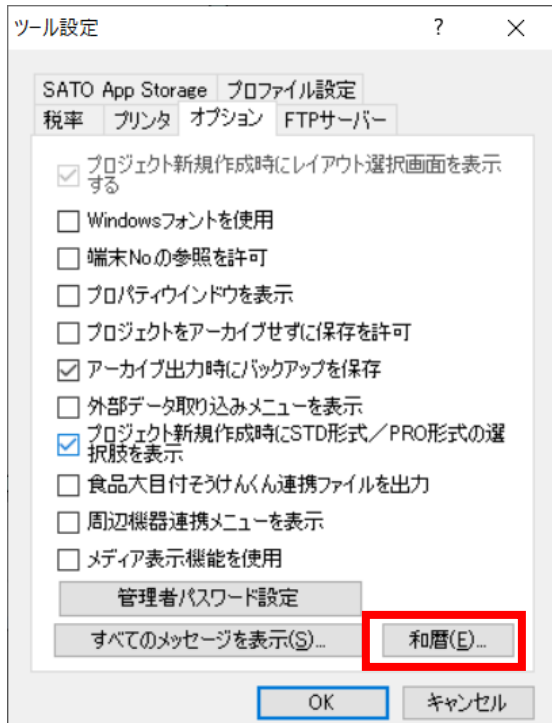 ツール設定
?
SATO App Storage プロファイル設定
税率 プリンタ オプション FTPサーバー
プロジェクト新規作成時にレイアウト選択画面を表示
する
Windowsフォントを使用
端末No.の参照を許可
プロパティウインドウを表示
プロジェクトをアーカイブせずに保存を許可
アーカイブ出力時にバックアップを保存
外部データ取り込みメニューを表示
プロジェクト新規作成時にSTD形式／PRO形式の選
択肢を表示
食品大目付そうけんくん連携ファイルを出力
周辺機器連携メニューを表示
メディア表示機能を使用
管理者パスワード設定
すべてのメッセージを表示(S)... 和暦(E)...
OK キャンセル